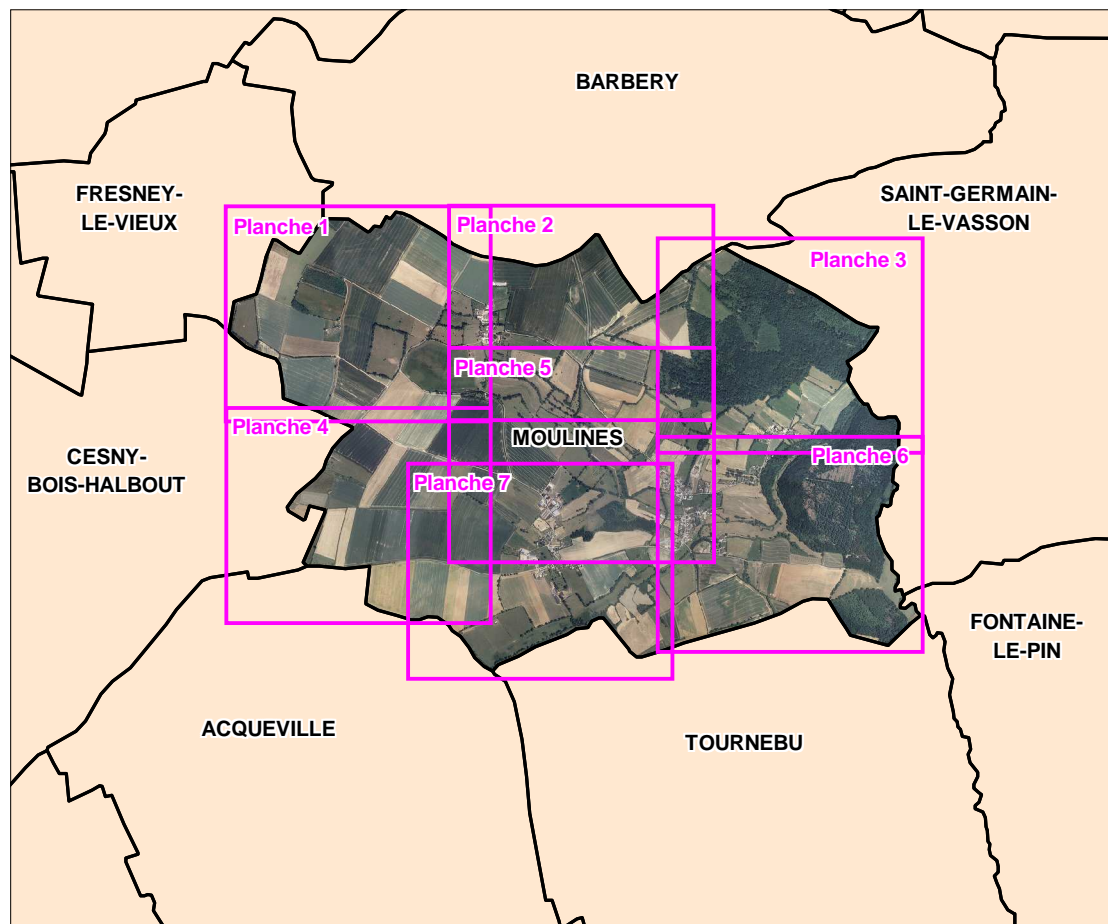 BARBERY
FRESNEY-
LE-VIEUX
SAINT-GERMAIN-
LE-VASSON
Planche 1
Planche 2
Planche 3
Planche 5
Planche 4
MOULINES
Planche 6
CESNY-
BOIS-HALBOUT
Planche 7
FONTAINE-
LE-PIN
ACQUEVILLE
TOURNEBU